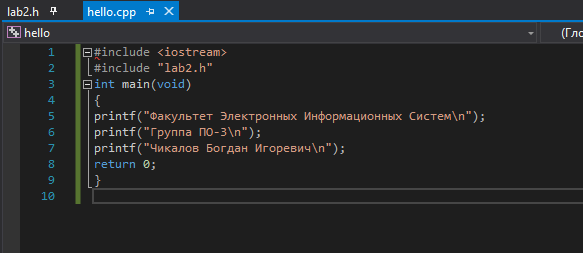 lab2.h hello.cpp
hello (Гло
1 #include <iostream>
2 #include "lab2.h"
3 int main(void)
4 {
5 printf("Факультет Электронных Информационных Систем\n");
6 printf("Группа ПО-3\n");
7 printf("Чикалов Богдан Игоревич\n");
8 return 0;
9 }
10